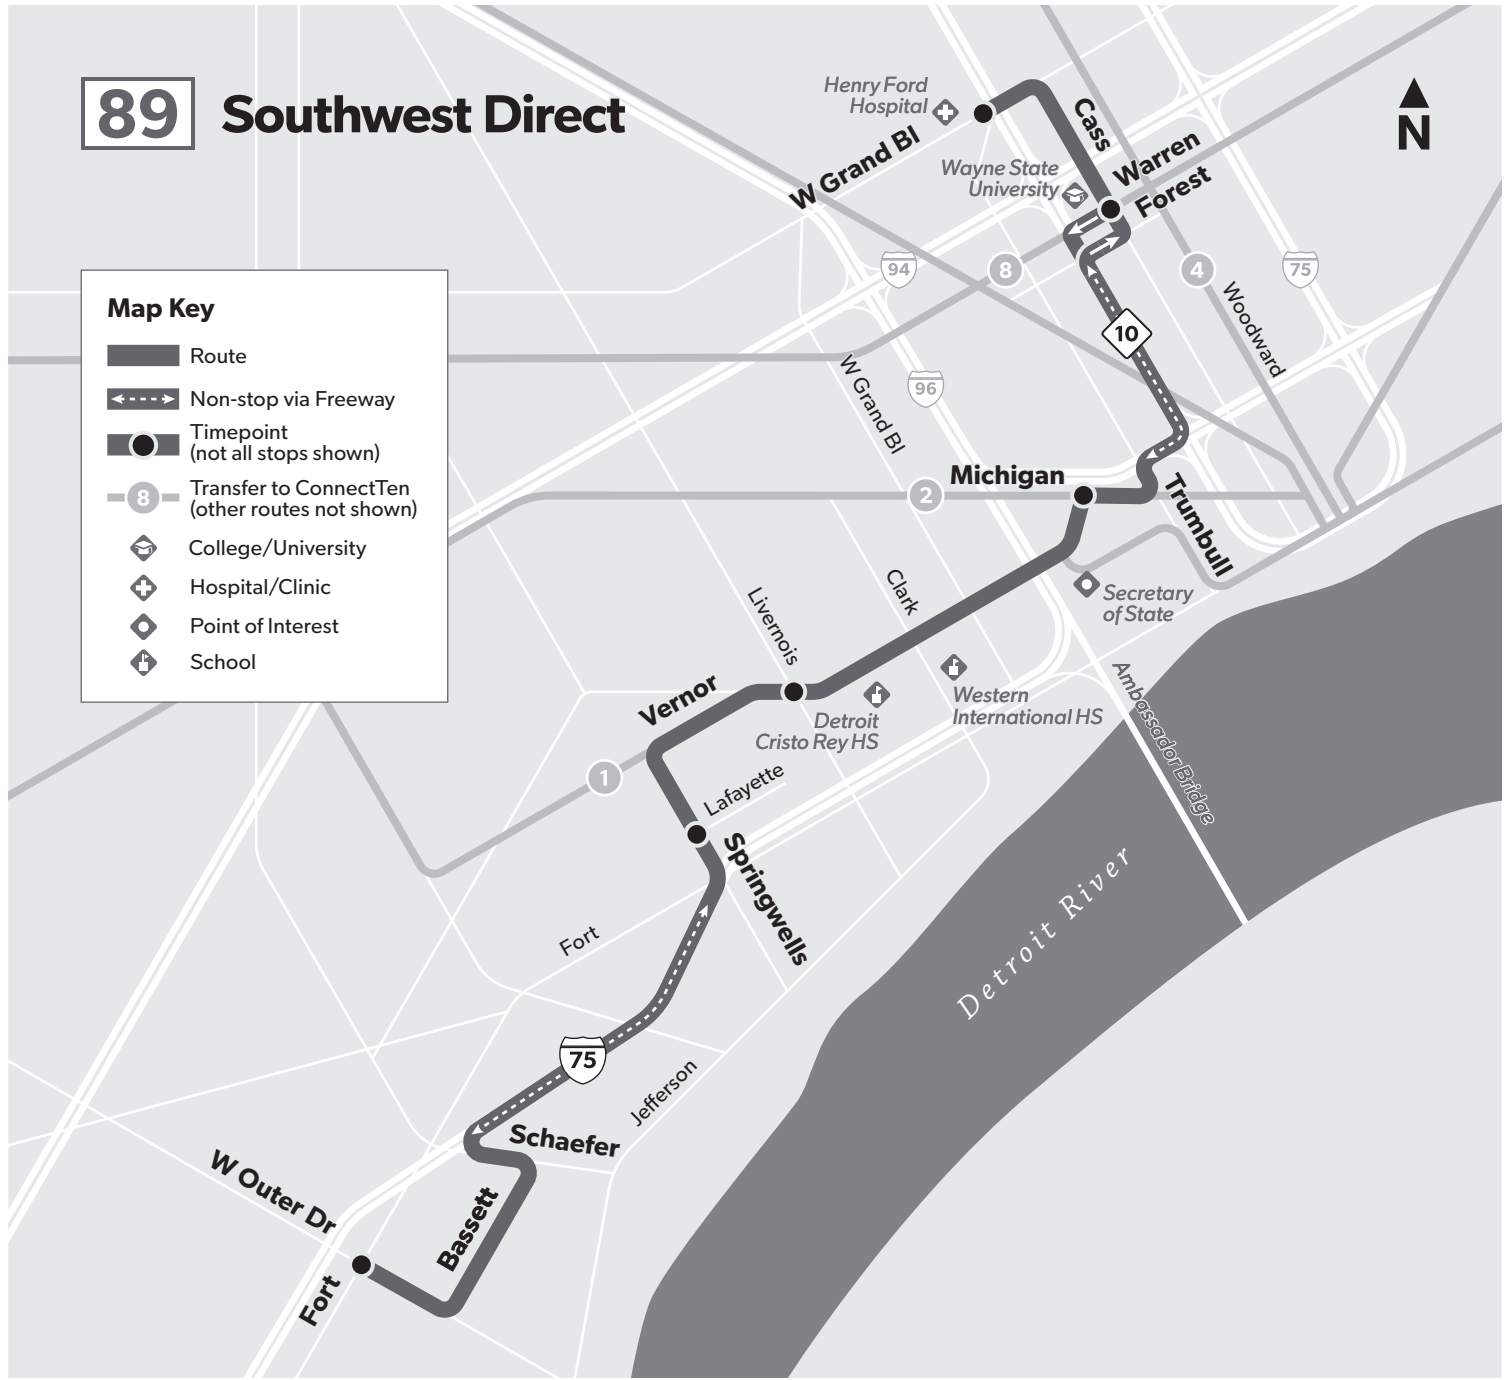 89 Southwest Direct
Henry Ford
Hospital
W Grand Bl
Cass
Wayne State
University
Warren
Forest
N
94
8
4
75
Woodward
10
W Grand Bl
96
Map Key
Route
Non-stop via Freeway
Timepoint
(not all stops shown)
8
Transfer to ConnectTen
(other routes not shown)
College/University
Hospital/Clinic
Point of Interest
School
Michigan
2
Trumbull
Clark
Livernois
Secretary
of State
Vernor
Western
International HS
Detroit
Cristo Rey HS
Ambassador Bridge
1
Lafayette
Springwells
Detroit River
Fort
75
Jefferson
Schaefer
W Outer Dr
Bassett
Fort